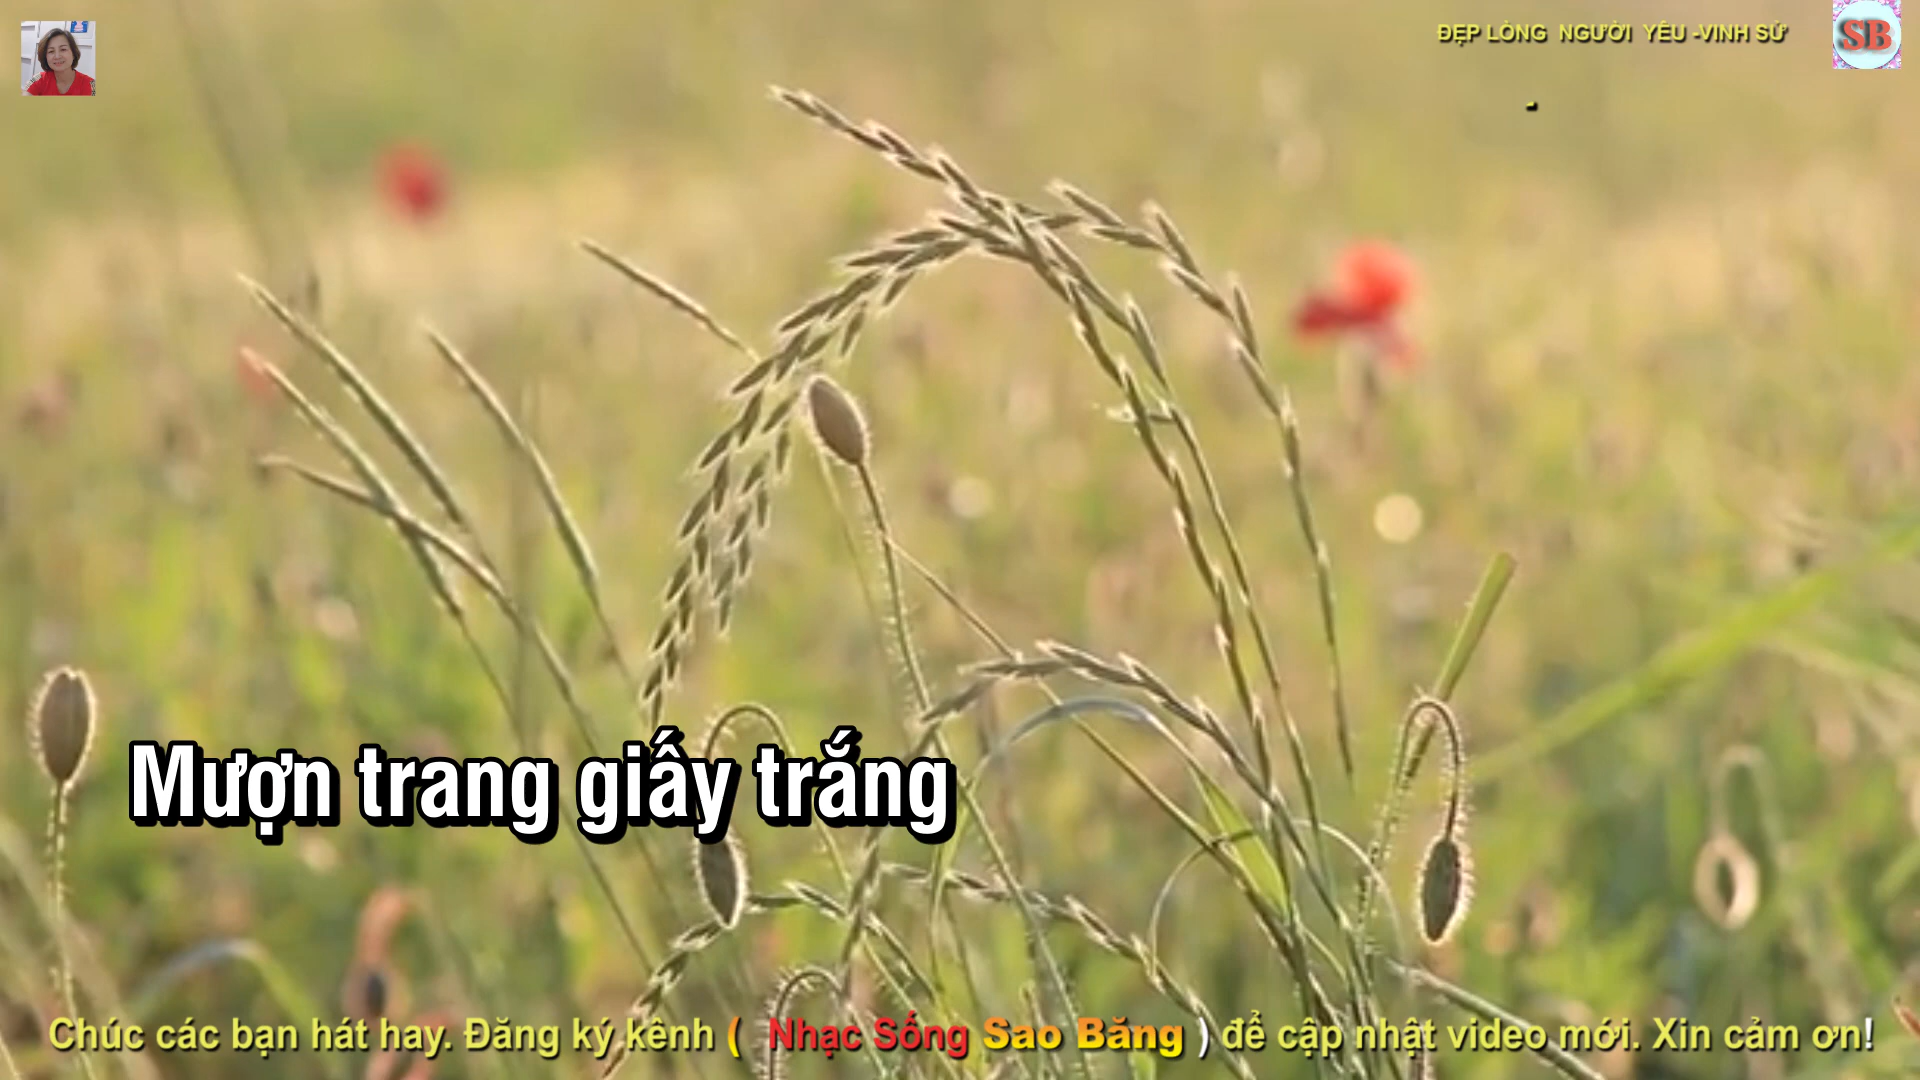 ĐẸP LÒNG NGƯỜI YÊU -VINH SỬ
SB
Mượn trang giấy trắng
Chúc các bạn hát hay. Đăng ký kênh ( Nhạc Sống Sao Băng ) để cập nhật video mới. Xin cảm ơn!